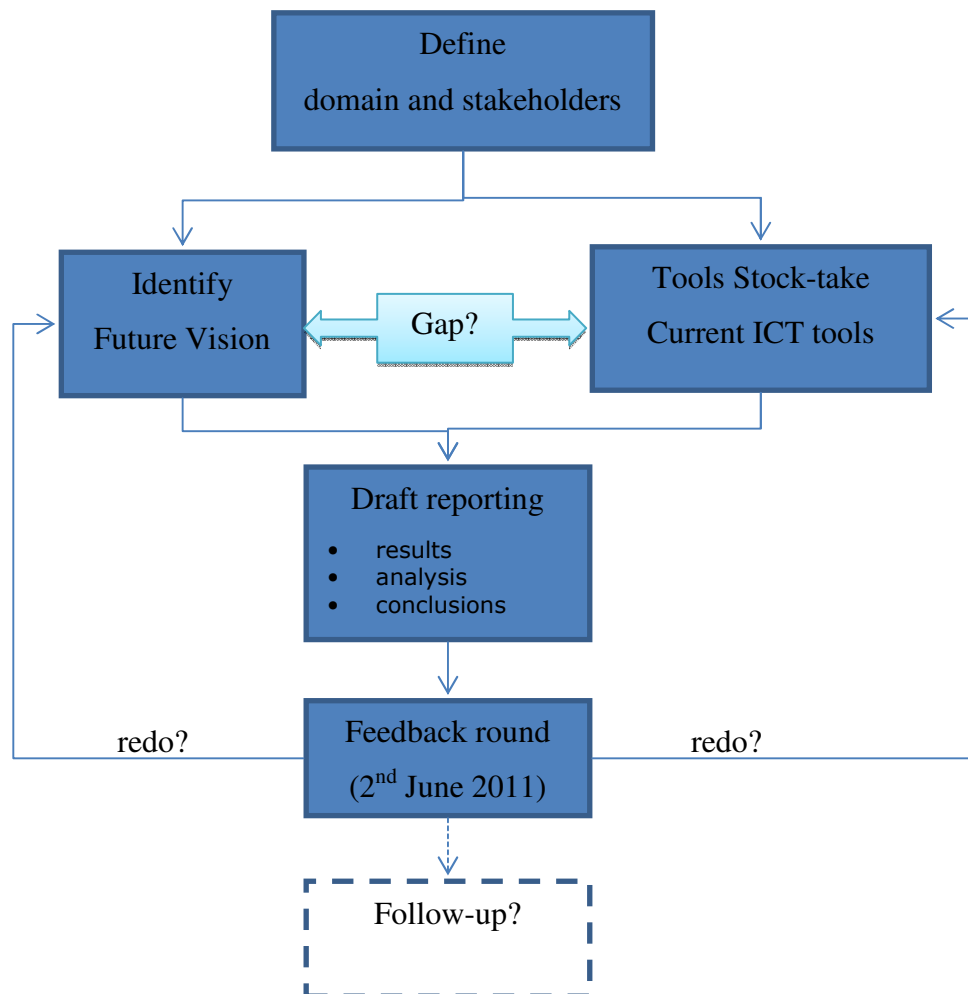 Define
domain and stakeholders
Identify
Future Vision
Gap?
Tools Stock-take
Current ICT tools
Draft reporting
• results
• analysis
• conclusions
redo?
Feedback round
(2nd June 2011)
redo?
Follow-up?